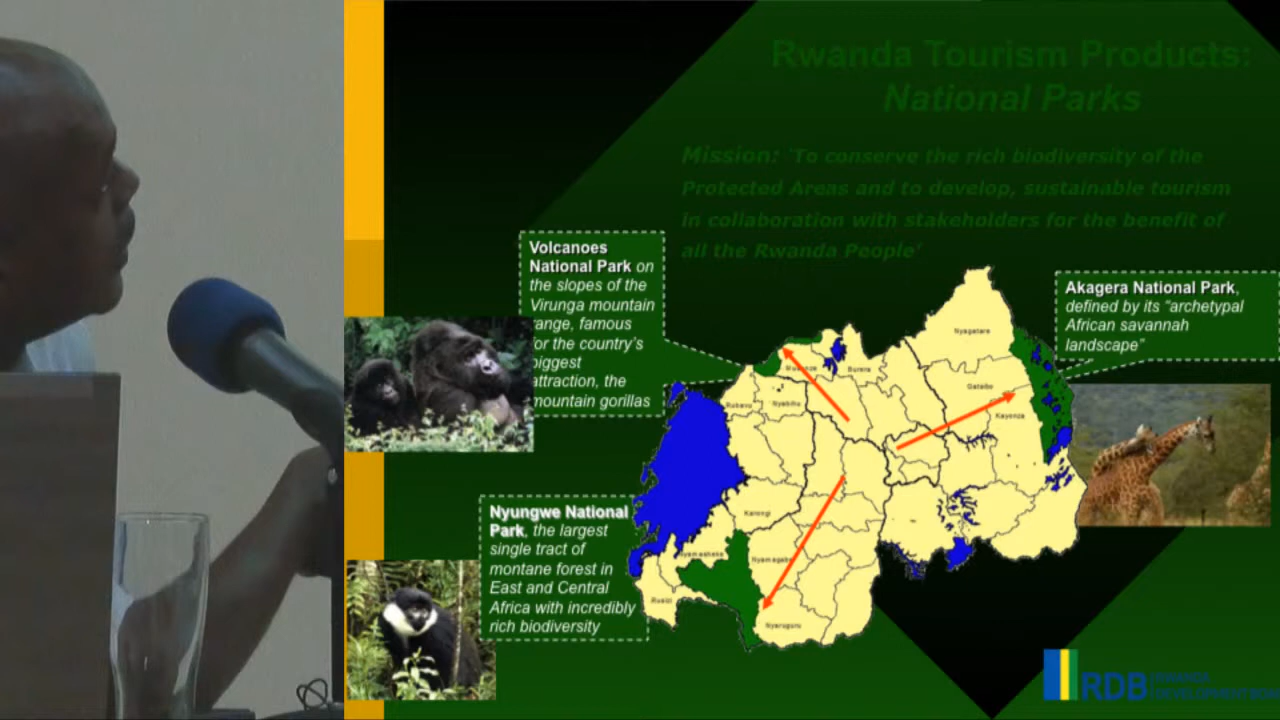 Rwanda Tourism Products:
National Parks
Mission: 'To conserve the rich biodiversity of the
Protected Areas and to develop, sustainable tourism
in collaboration with stakeholders for the benefit of
all the Rwanda People'
Volcanoes
National Park on
the slopes of the
Virunga mountain
range, famous
for the country's
biggest
attraction, the
mountain gorillas
Akagera National Park,
defined by its "archetypal
African savannah
landscape"
Nyagatare
Burera
Gatsibo
Kayonza
Rubavu
Nyabihu
Nyungwe National
Park, the largest
single tract of
montane forest in
East and Central
Africa with incredibly
rich biodiversity
Karongi
Nyamasheke
Nyamagabe
Rusizi
Nyaruguru
RDB
RWANDA
DEVELOPMENT BOARD